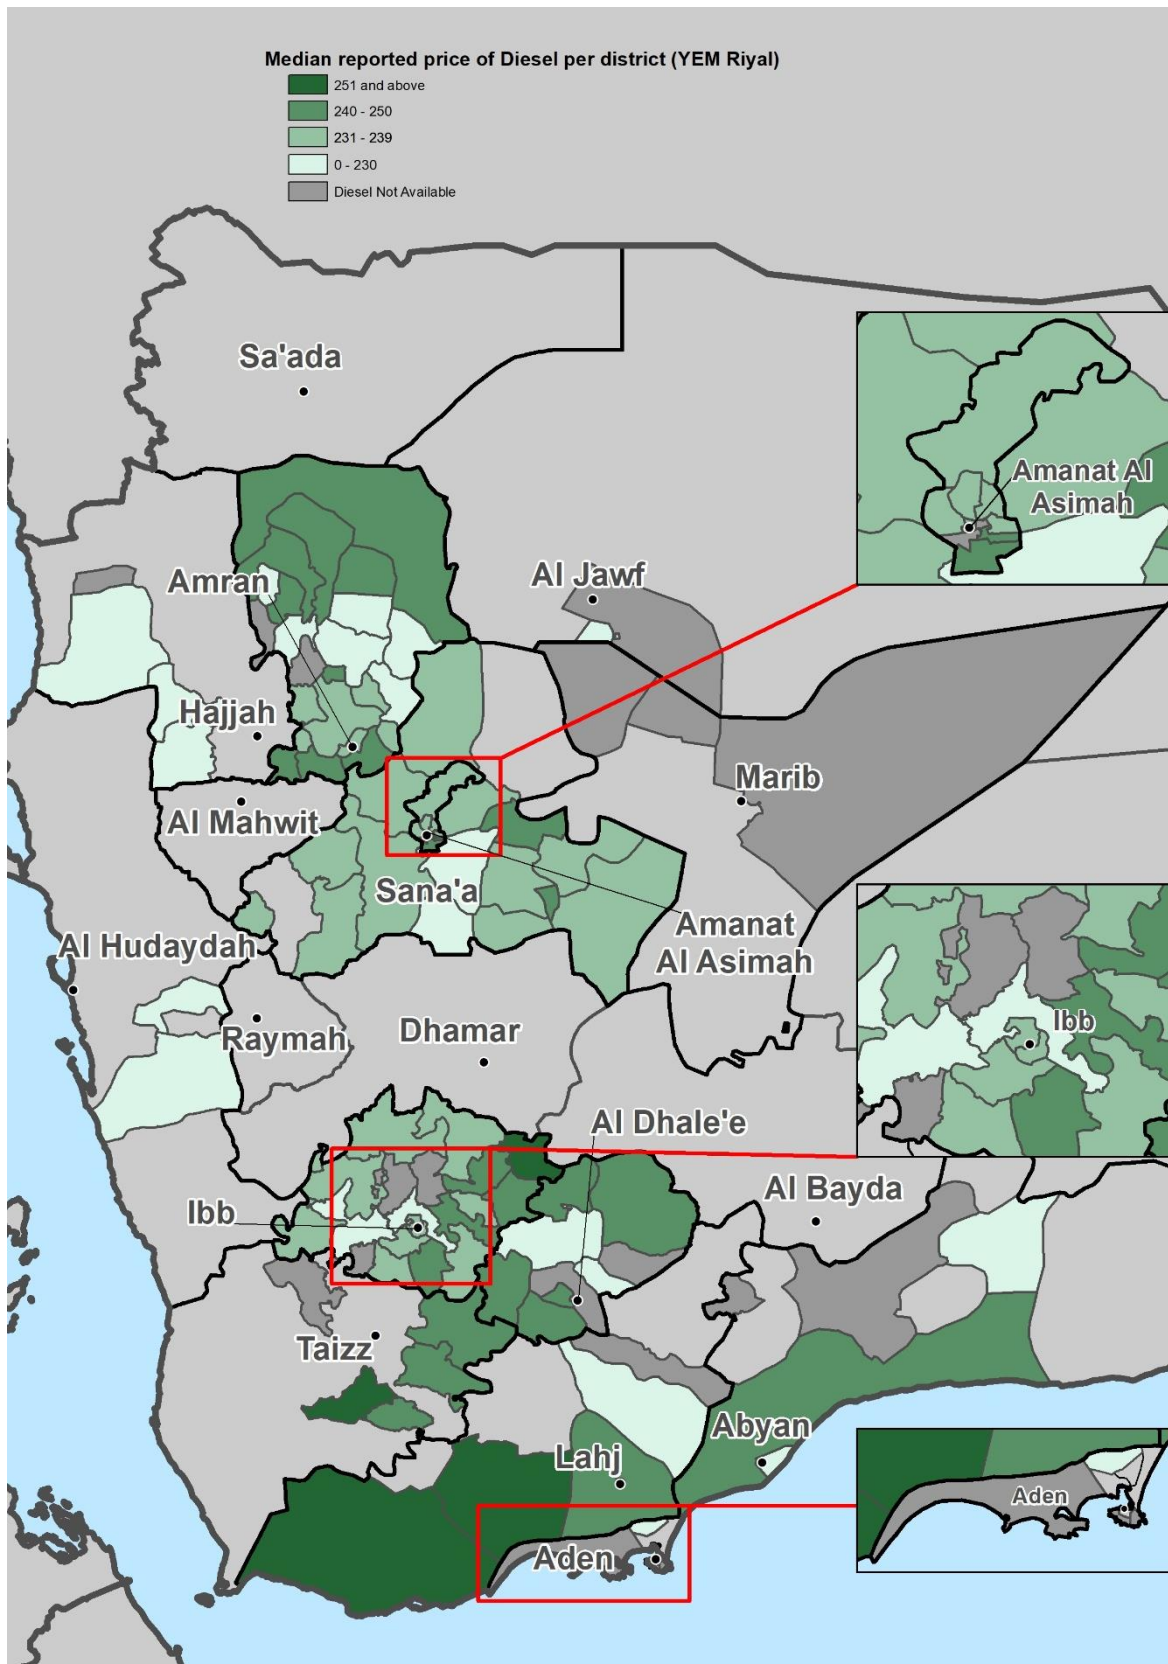 Median reported price of Diesel per district (YEM Riyal)
251 and above
240 - 250
231 - 239
0 - 230
Diesel Not Available
Sa'ada
Amanat Al
Asimah
Amran
Al Jawf
Hajjah
Marib
Al Mahwit
Sana'a
Amanat
Al Asimah
Al Hudaydah
Raymah
Dhamar
Ibb
Al Dhale'e
Al Bayda
Ibb
Taizz
Abyan
Lahj
Aden
Aden